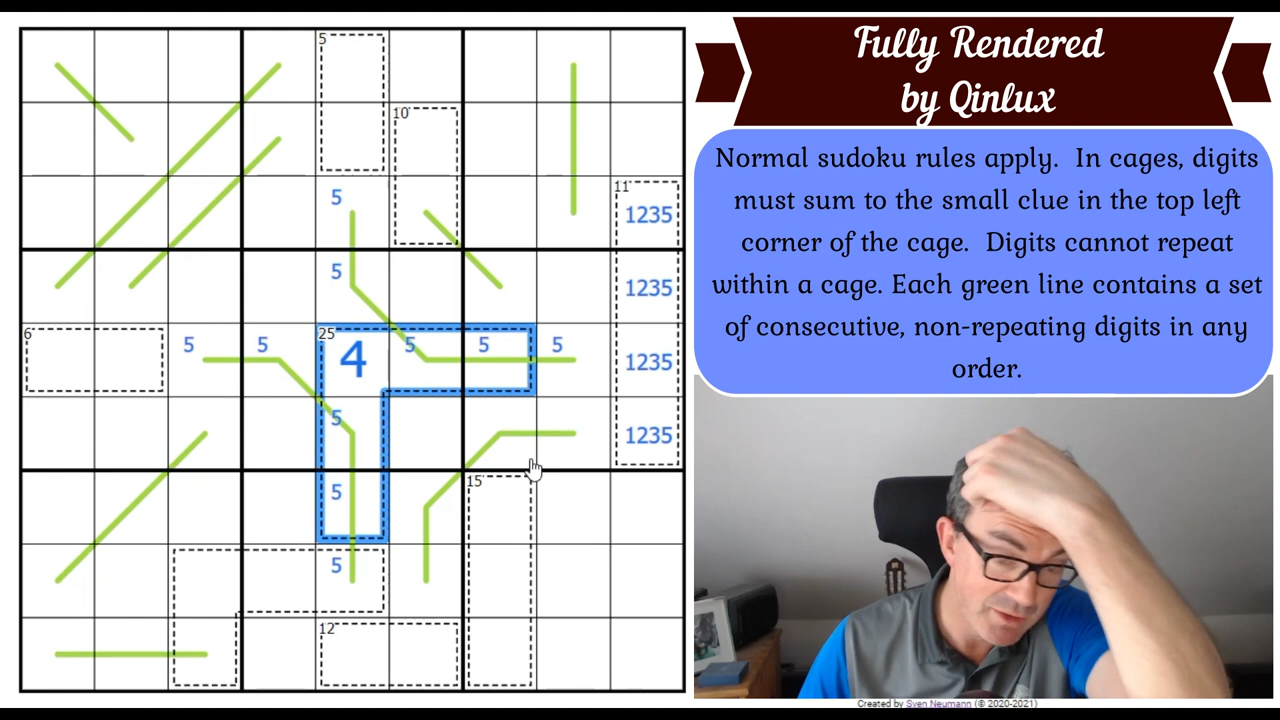 Fully Rendered
by Qinlux
Normal sudoku rules apply. In cages, digits
must sum to the small clue in the top left
corner of the cage. Digits cannot repeat
within a cage. Each green line contains a set
of consecutive, non-repeating digits in any
order.
5
10
5 11
1235
5 1235
6 5 5 25 4 5 5 5 1235
5 1235
5 15
5
12
Created by Sven Neumann (© 2020-2021)